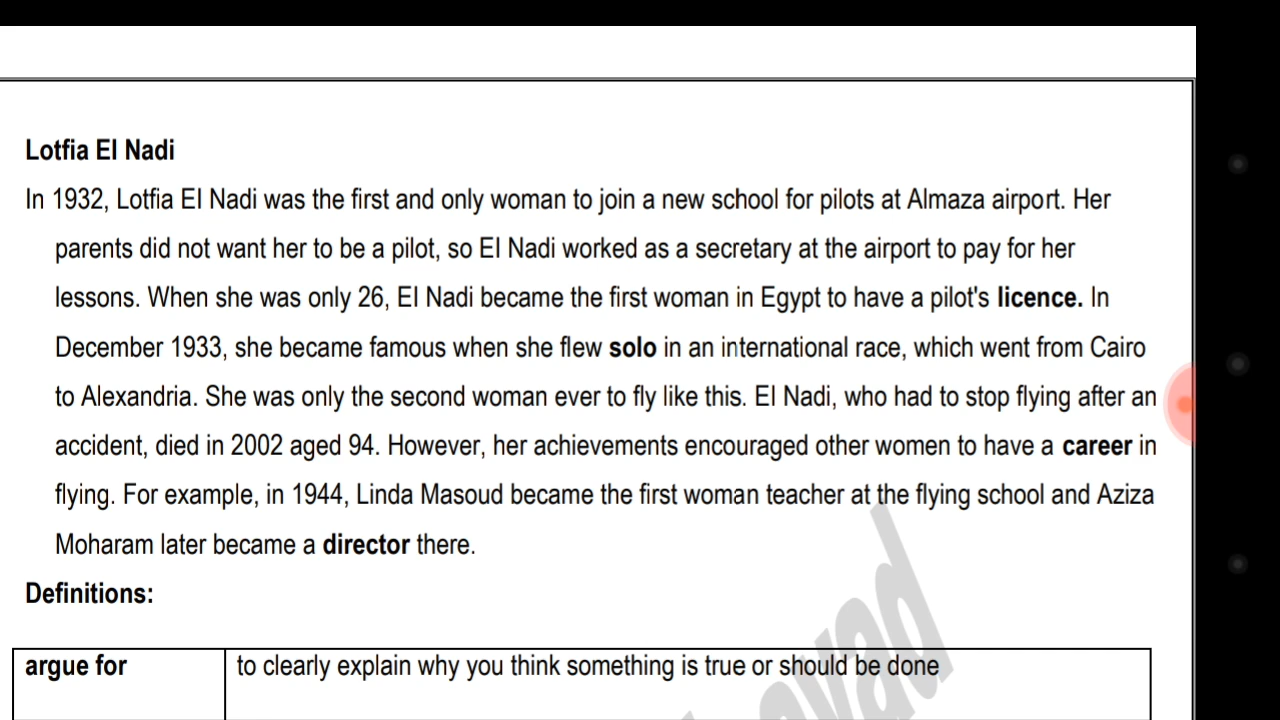 Lotfia El Nadi
In 1932, Lotfia El Nadi was the first and only woman to join a new school for pilots at Almaza airport. Her
parents did not want her to be a pilot, so El Nadi worked as a secretary at the airport to pay for her
lessons. When she was only 26, El Nadi became the first woman in Egypt to have a pilot's licence. In
December 1933, she became famous when she flew solo in an international race, which went from Cairo
to Alexandria. She was only the second woman ever to fly like this. El Nadi, who had to stop flying after an
accident, died in 2002 aged 94. However, her achievements encouraged other women to have a career in
flying. For example, in 1944, Linda Masoud became the first woman teacher at the flying school and Aziza
Moharam later became a director there.
Definitions:
argue for to clearly explain why you think something is true or should be done